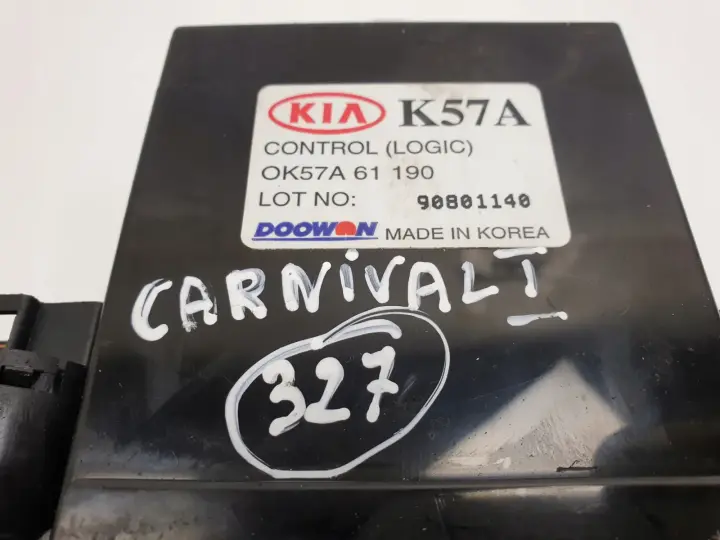 KIA K57A
CONTROL (LOGIC)
OK57A 61 190
LOT NO: 90801140
DOOWON MADE IN KOREA
CARNiVAL I
327